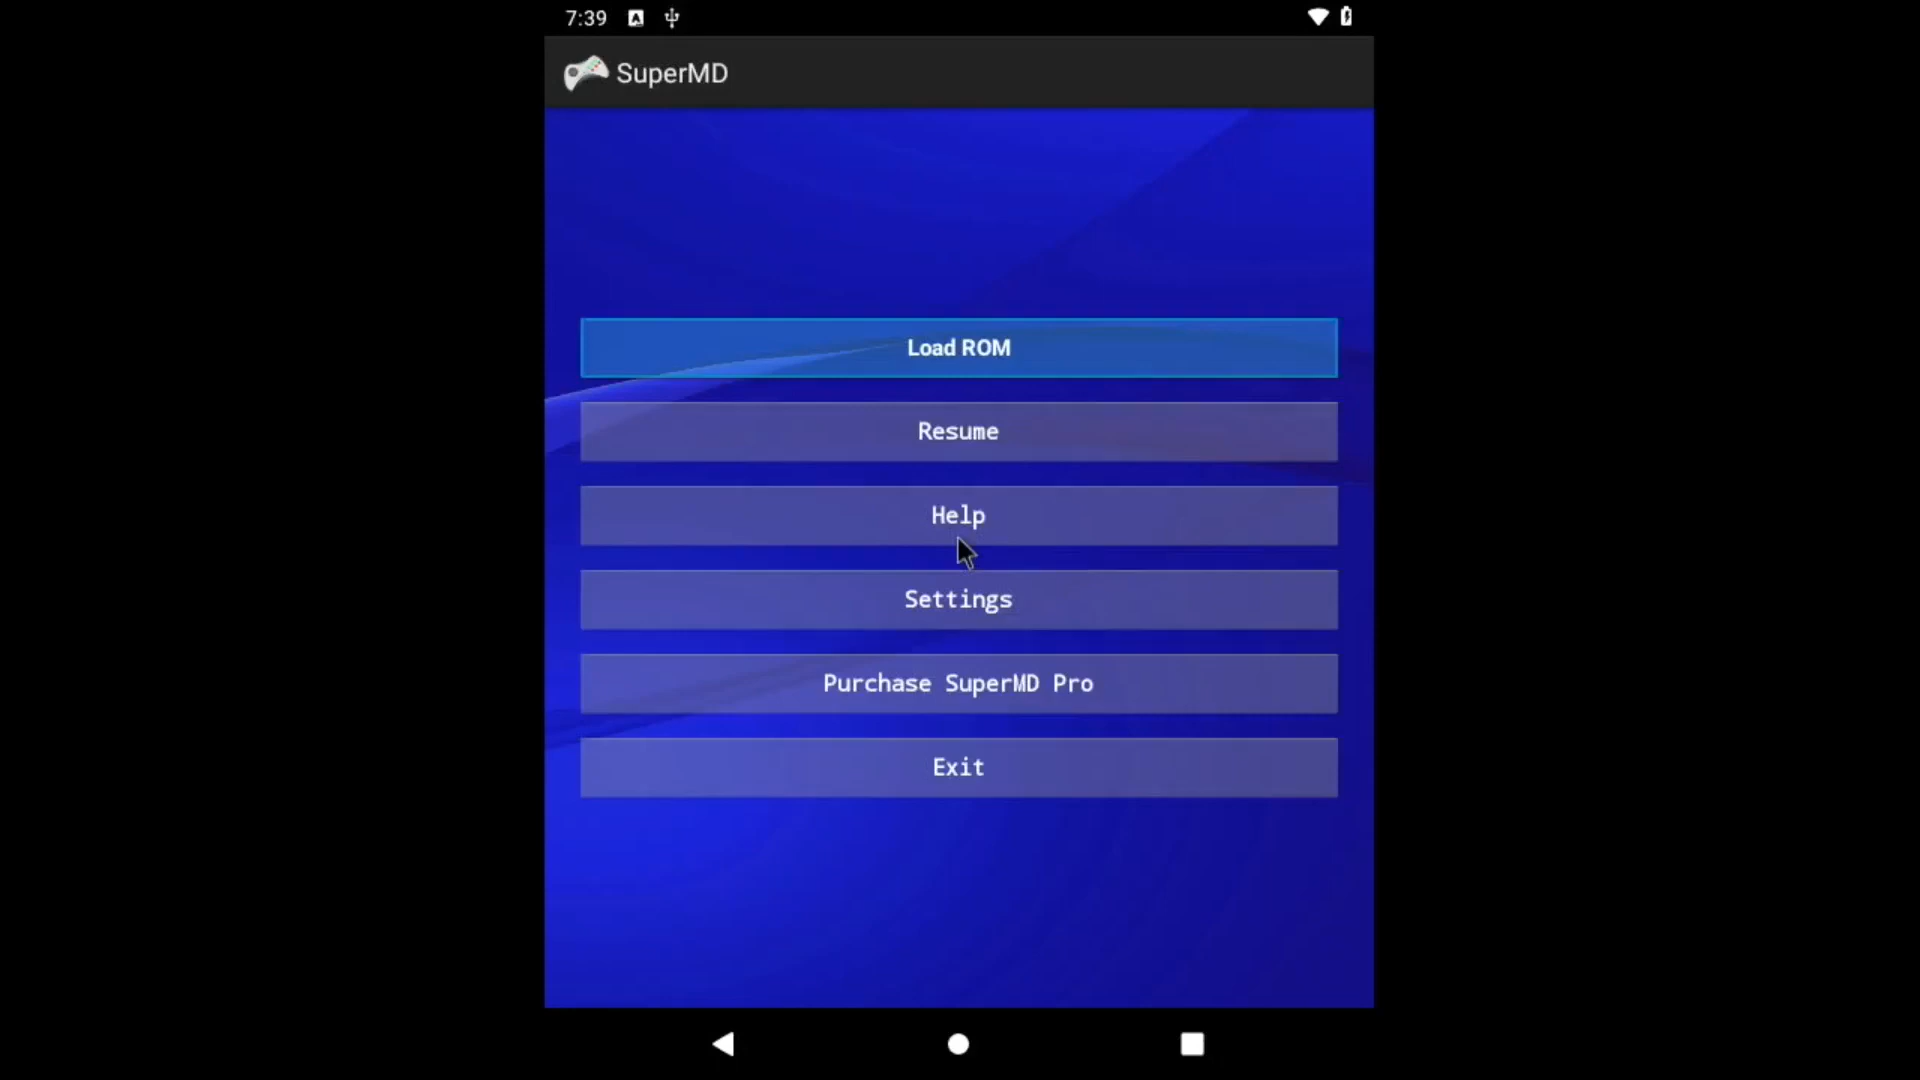 7:39
SuperMD
Load ROM
Resume
Help
Settings
Purchase SuperMD Pro
Exit